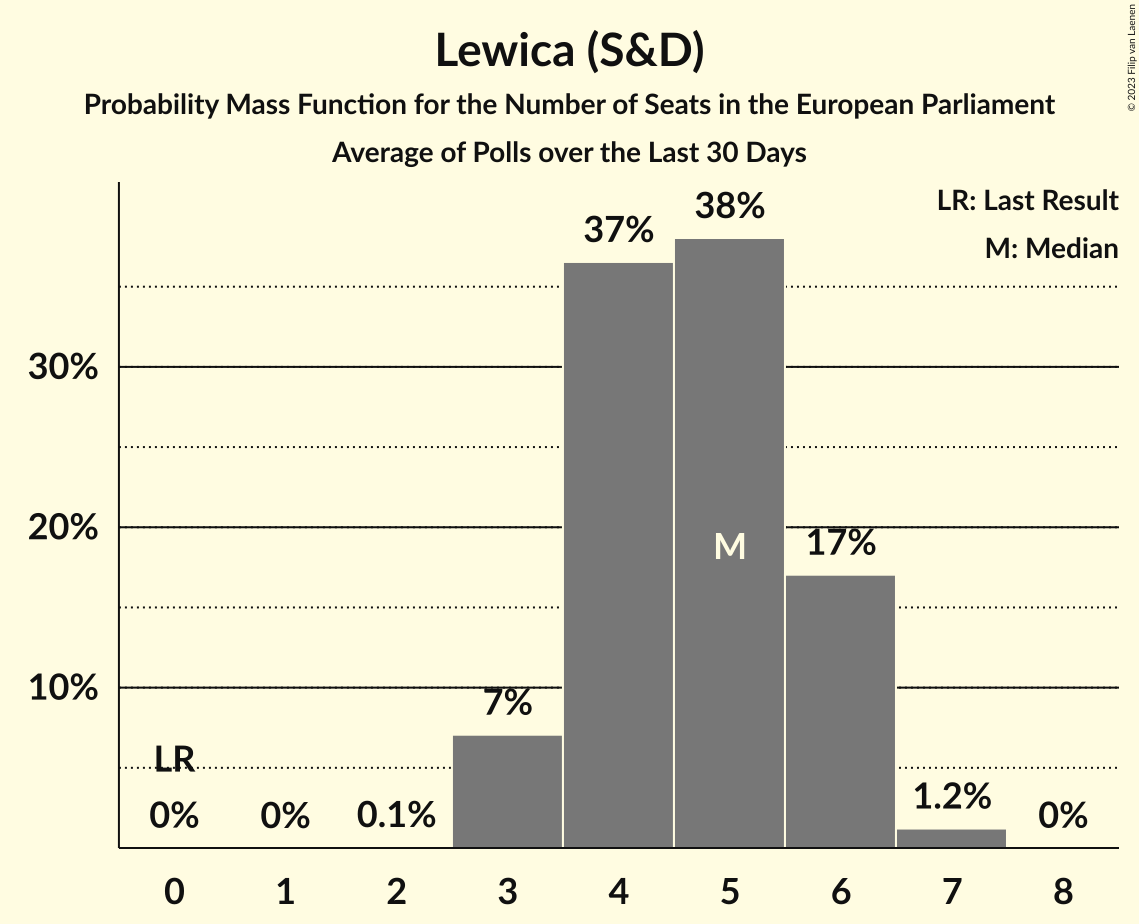 Lewica (S&D)
Probability Mass Function for the Number of Seats in the European Parliament
Average of Polls over the Last 30 Days
© 2023 Filip van Laenen
LR: Last Result
M: Median
38%
37%
30%
20%
17%
M
10%
7%
LR
1.2%
0% 0% 0.1% 0%
0 1 2 3 4 5 6 7 8